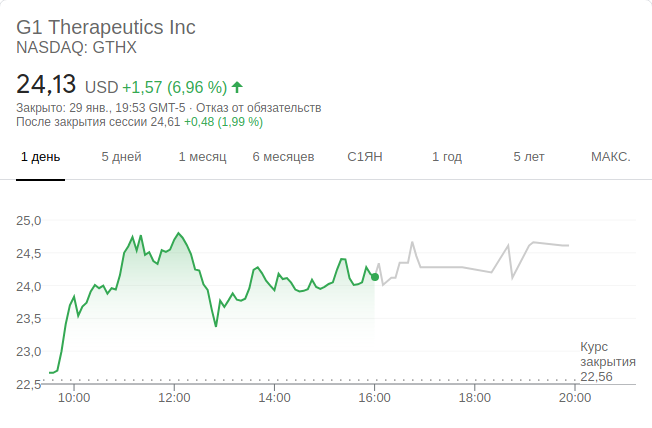 G1 Therapeutics Inc
NASDAQ: GTHX
24,13 USD +1,57 (6,96 %)
Закрыто: 29 янв., 19:53 GMT-5 · Отказ от обязательств
После закрытия сессии 24,61 +0,48 (1,99 %)
1 день 5 дней 1 месяц 6 месяцев С1ЯН 1 год 5 лет МАКС.
25,0
24,5
24,0
23,5
23,0
22,5
Курс
закрытия
22,56
10:00 12:00 14:00 16:00 18:00 20:00